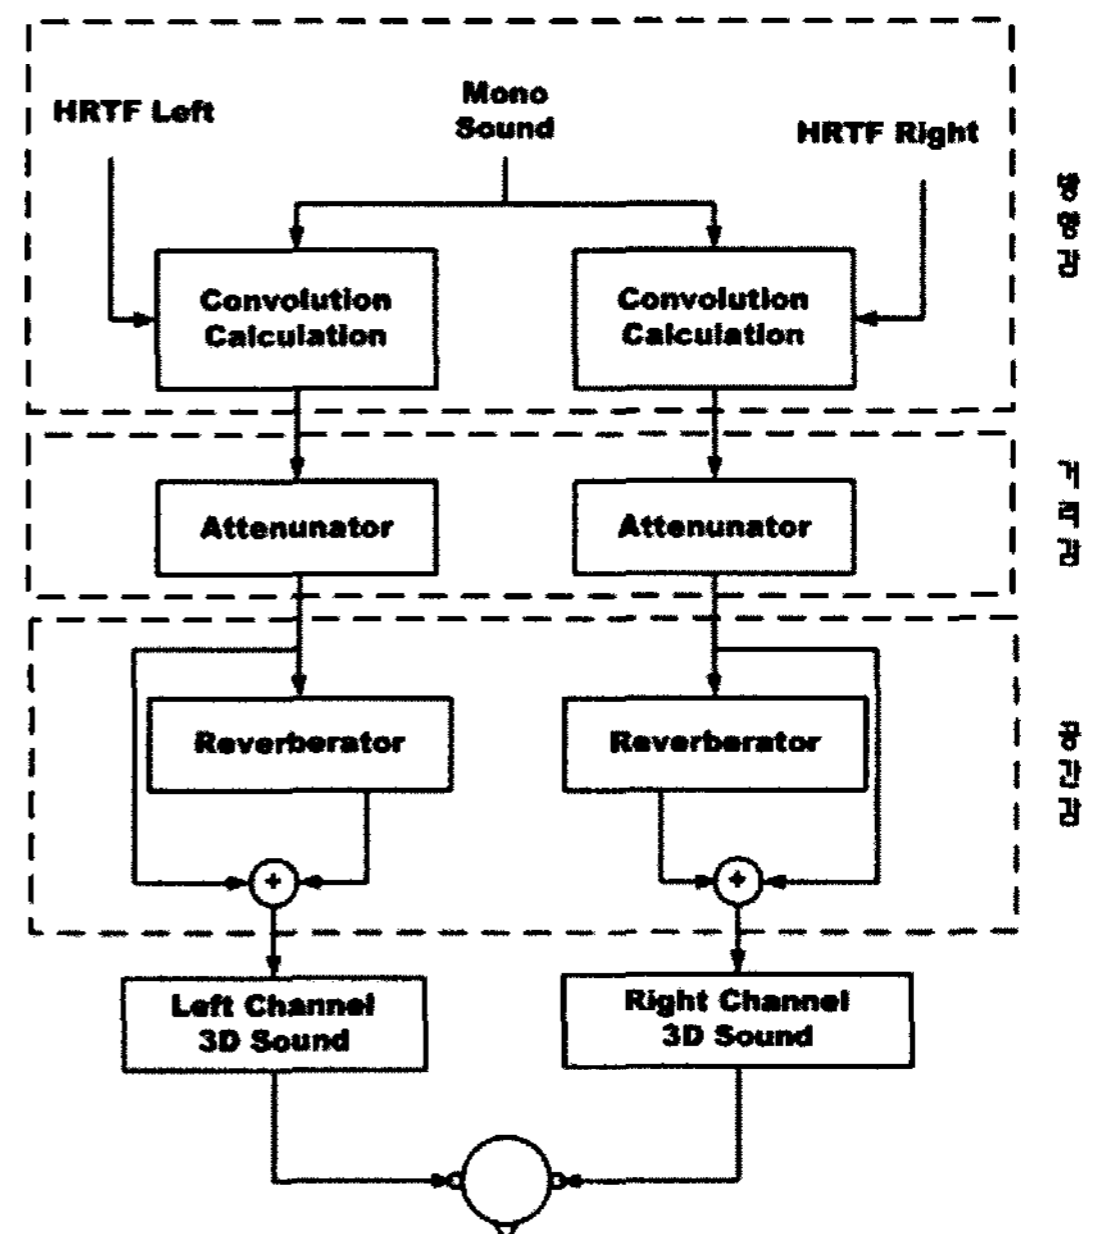 HRTF Left
Mono
Sound
HRTF Right
Convolution
Calculation
Convolution
Calculation
방향감
Attenunator
Attenunator
거리감
Reverberator
Reverberator
공간감
+
+
Left Channel
3D Sound
Right Channel
3D Sound